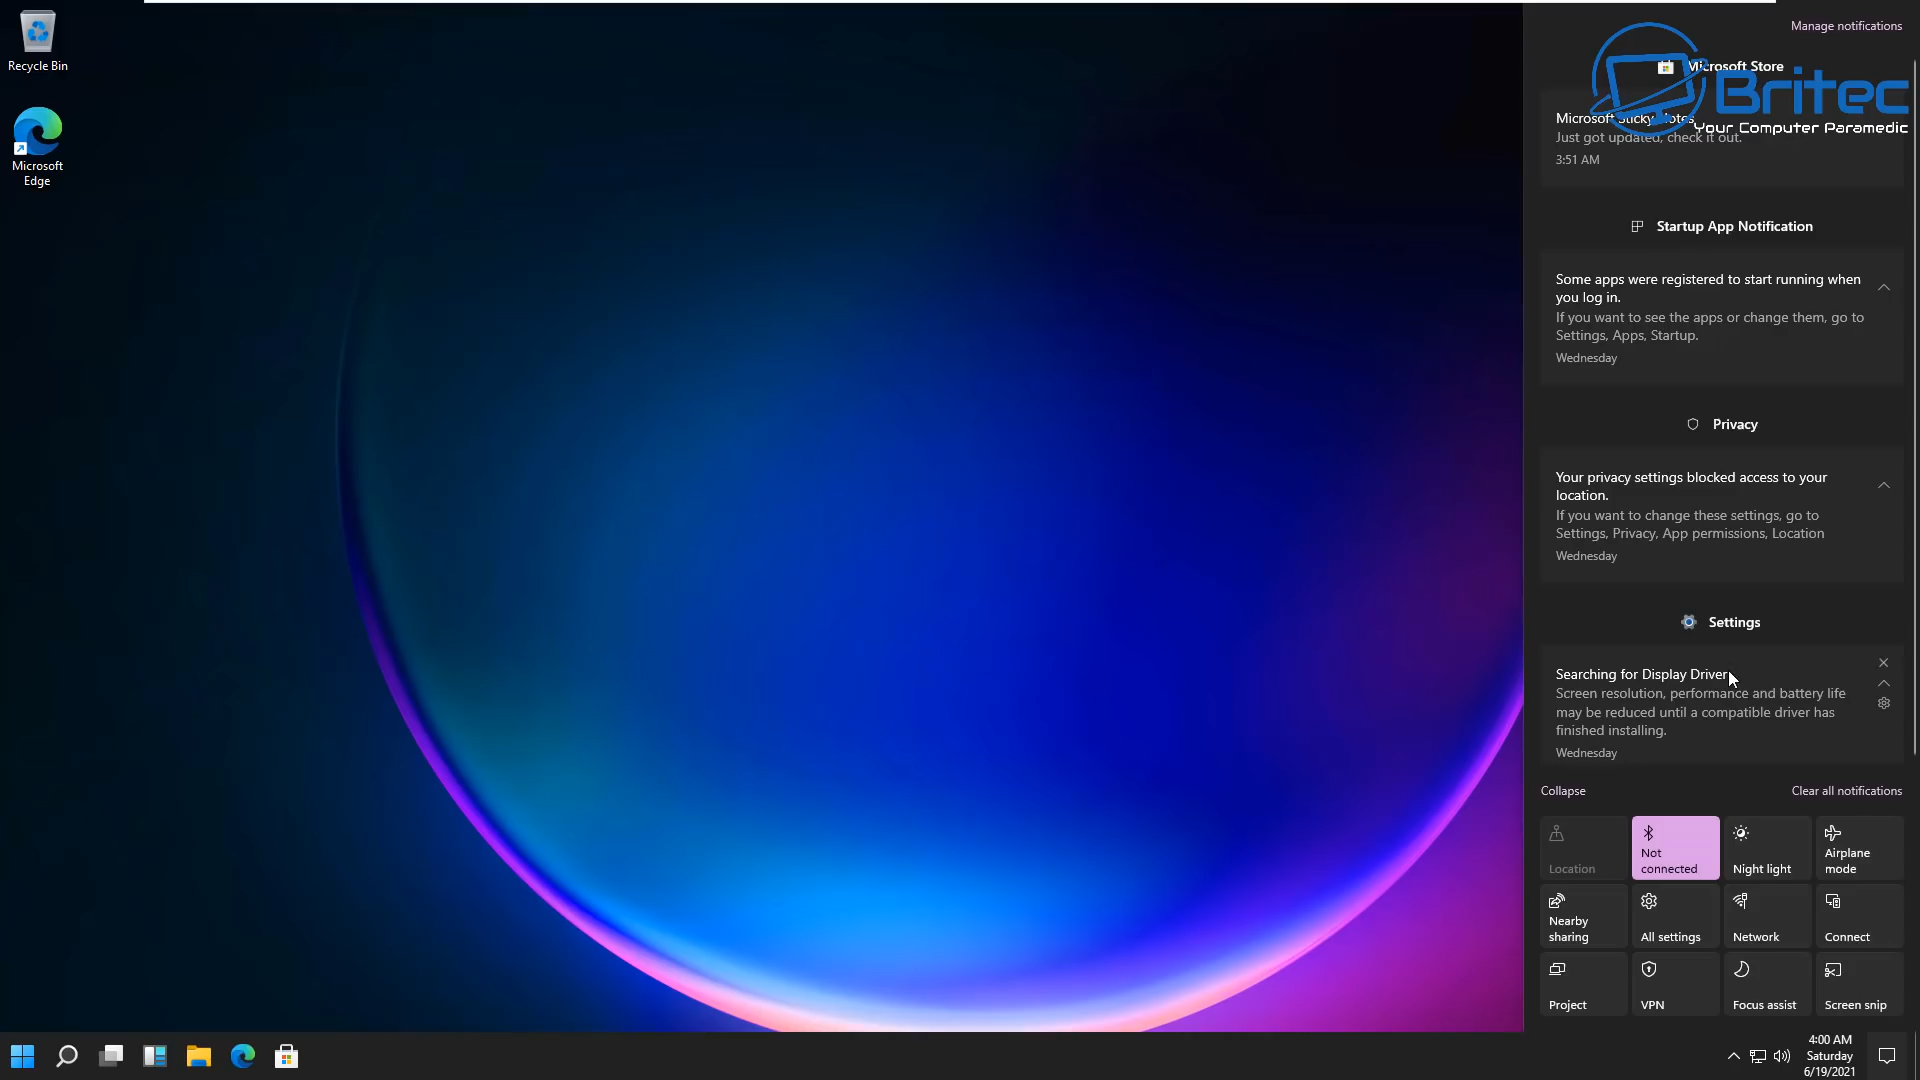 Recycle Bin
Microsoft
Edge
Manage notifications
Microsoft Store
Britec
Your Computer Paramedic
Microsoft Sticky Notes
Just got updated, check it out.
3:51 AM
Startup App Notification
Some apps were registered to start running when
you log in.
If you want to see the apps or change them, go to
Settings, Apps, Startup.
Wednesday
Privacy
Your privacy settings blocked access to your
location.
If you want to change these settings, go to
Settings, Privacy, App permissions, Location
Wednesday
Settings
Searching for Display Driver
Screen resolution, performance and battery life
may be reduced until a compatible driver has
finished installing.
Wednesday
Collapse
Clear all notifications
Location
Not
connected
Night light
Airplane
mode
Nearby
sharing
All settings
Network
Connect
Project
VPN
Focus assist
Screen snip
4:00 AM
Saturday
6/19/2021